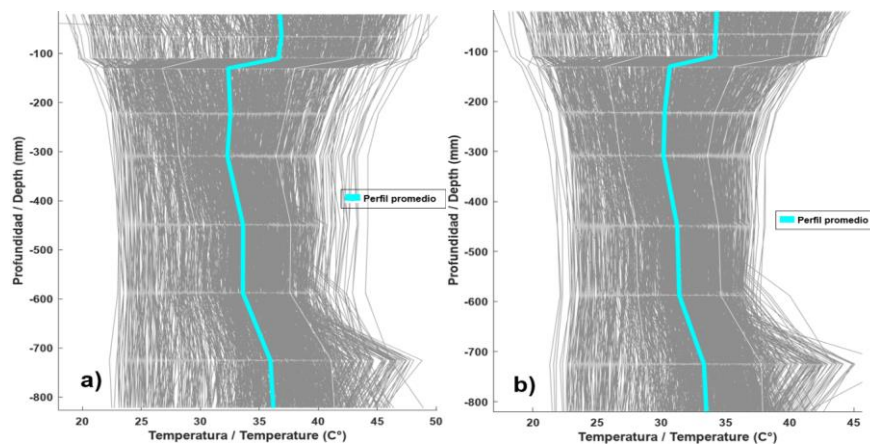 -100
-200
-300
-400
-500
-600
-700
-800
Profundidad / Depth (mm)
Perfil promedio
a)
20 25 30 35 40 45 50
Temperatura / Temperature (C°)
-100
-200
-300
-400
-500
-600
-700
-800
Profundidad / Depth (mm)
Perfil promedio
b)
20 25 30 35 40 45
Temperatura / Temperature (C°)